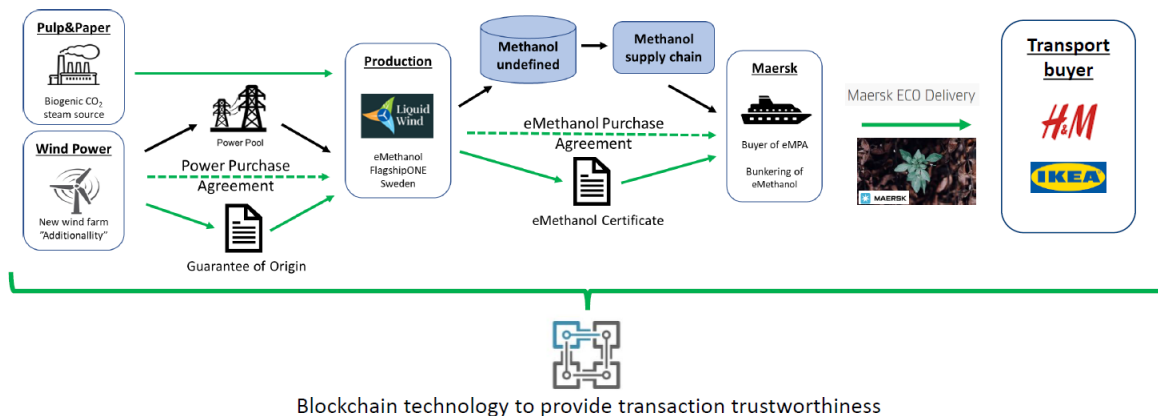 Pulp&Paper
Biogenic CO₂
steam source
Wind Power
New wind farm
"Additionallity"
Power Pool
Power Purchase
Agreement
Guarantee of Origin
Production
Liquid
Wind
eMethanol
FlagshipONE
Sweden
Methanol
undefined
Methanol
supply chain
eMethanol Purchase
Agreement
eMethanol Certificate
Maersk
Buyer of eMPA
Bunkering of
eMethanol
Maersk ECO Delivery
MAERSK
Transport
buyer
H&M
IKEA
Blockchain technology to provide transaction trustworthiness